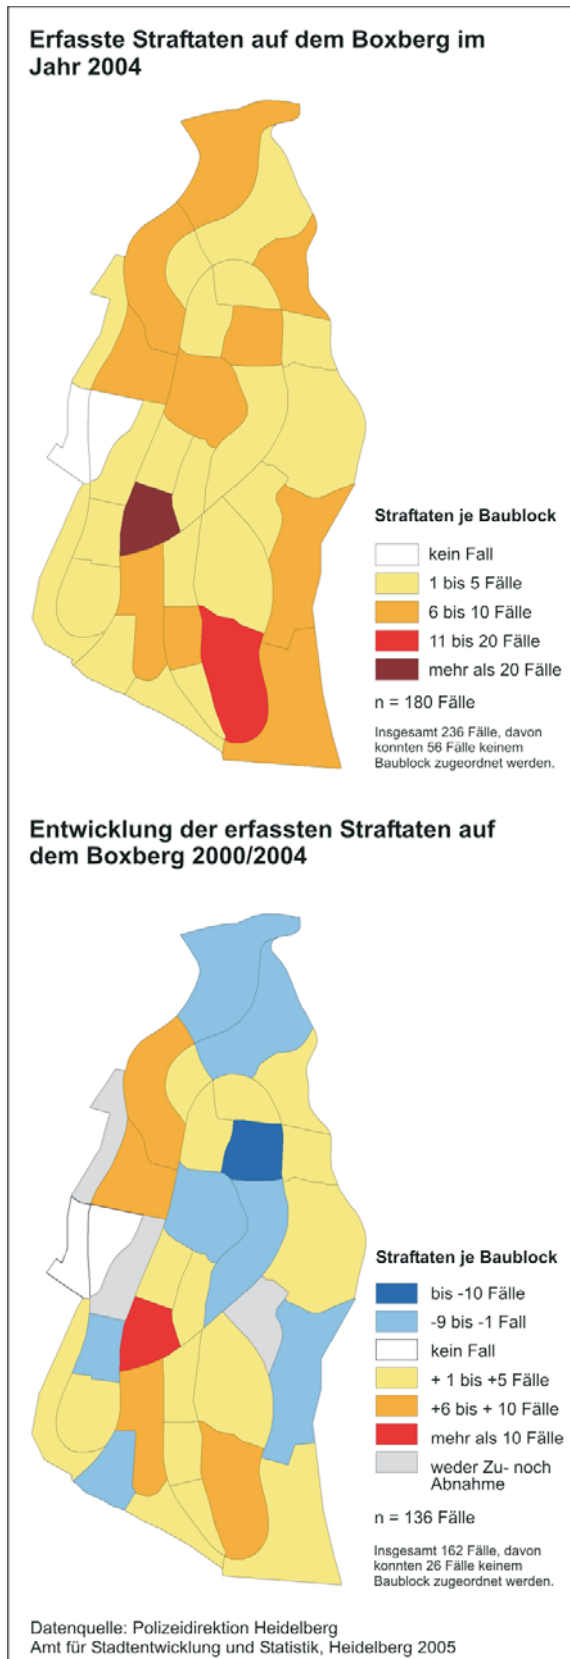 Erfasste Straftaten auf dem Boxberg im
Jahr 2004
Straftaten je Baublock
kein Fall
1 bis 5 Fälle
6 bis 10 Fälle
11 bis 20 Fälle
mehr als 20 Fälle
n = 180 Fälle
Insgesamt 236 Fälle, davon
konnten 56 Fälle keinem
Baublock zugeordnet werden.
Entwicklung der erfassten Straftaten auf
dem Boxberg 2000/2004
Straftaten je Baublock
bis -10 Fälle
-9 bis -1 Fall
kein Fall
+ 1 bis +5 Fälle
+6 bis + 10 Fälle
mehr als 10 Fälle
weder Zu- noch
Abnahme
n = 136 Fälle
Insgesamt 162 Fälle, davon
konnten 26 Fälle keinem
Baublock zugeordnet werden.
Datenquelle: Polizeidirektion Heidelberg
Amt für Stadtentwicklung und Statistik, Heidelberg 2005